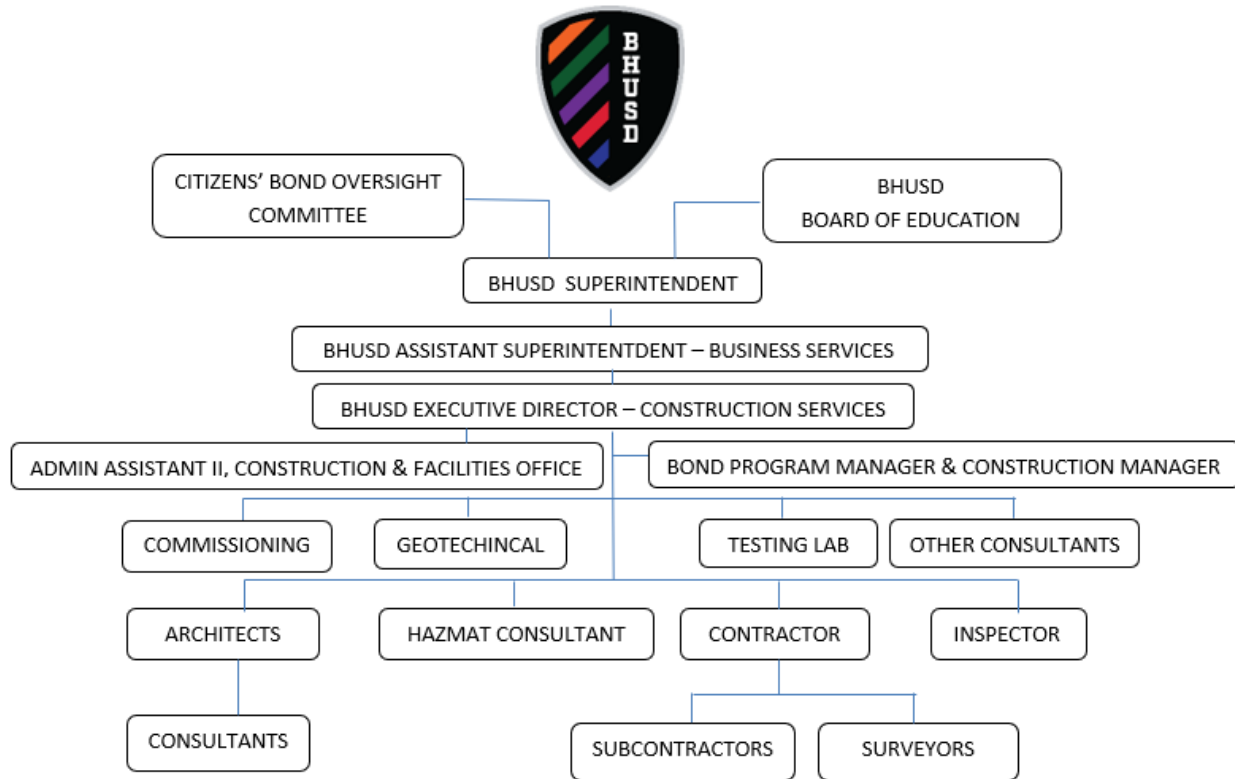 BHUSD
CITIZENS’ BOND OVERSIGHT
COMMITTEE
BHUSD
BOARD OF EDUCATION
BHUSD SUPERINTENDENT
BHUSD ASSISTANT SUPERINTENTDENT – BUSINESS SERVICES
BHUSD EXECUTIVE DIRECTOR – CONSTRUCTION SERVICES
ADMIN ASSISTANT II, CONSTRUCTION & FACILITIES OFFICE
BOND PROGRAM MANAGER & CONSTRUCTION MANAGER
COMMISSIONING
GEOTECHINCAL
TESTING LAB
OTHER CONSULTANTS
ARCHITECTS
HAZMAT CONSULTANT
CONTRACTOR
INSPECTOR
CONSULTANTS
SUBCONTRACTORS
SURVEYORS